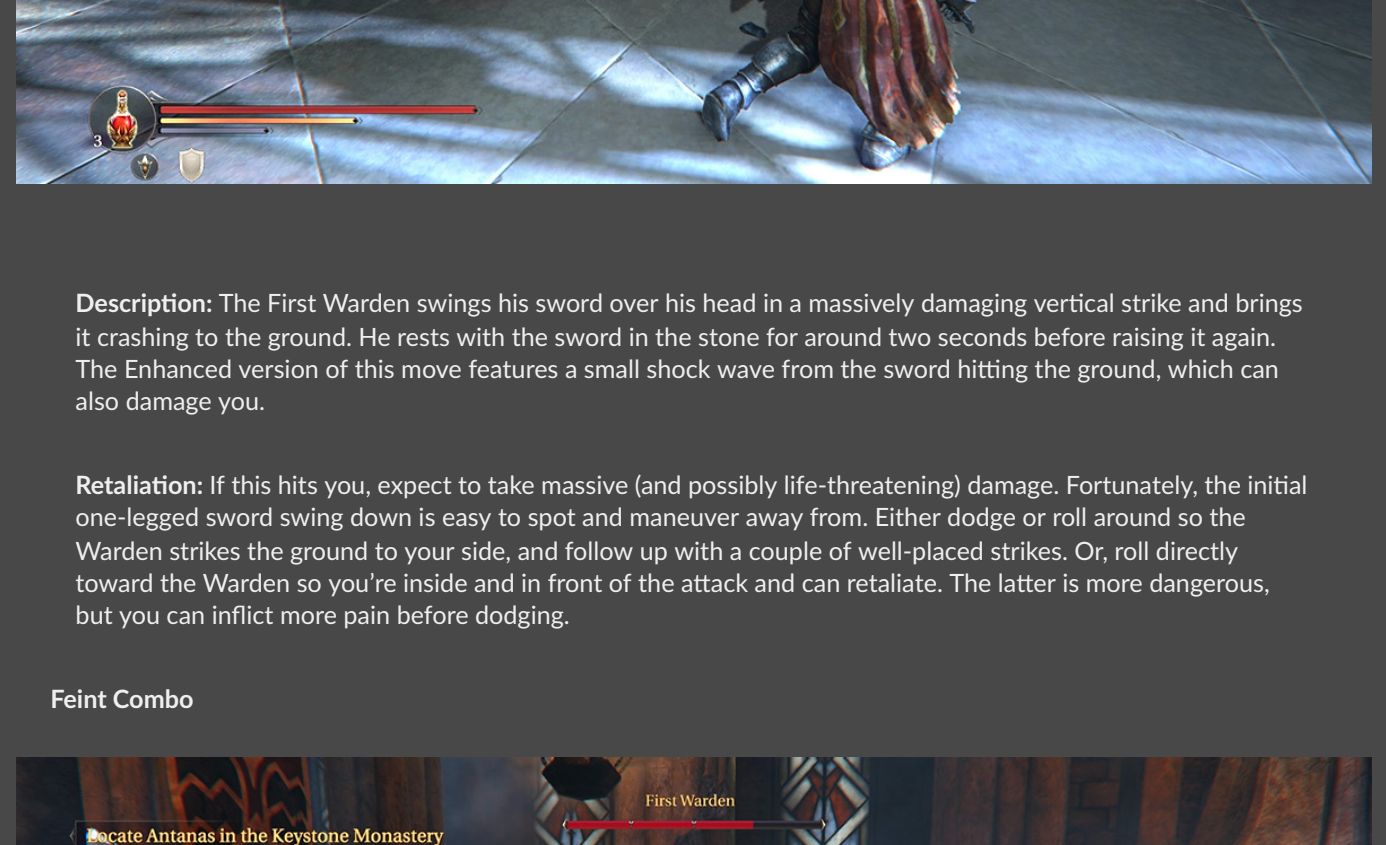 3
Description: The First Warden swings his sword over his head in a massively damaging vertical strike and brings
it crashing to the ground. He rests with the sword in the stone for around two seconds before raising it again.
The Enhanced version of this move features a small shock wave from the sword hitting the ground, which can
also damage you.
Retaliation: If this hits you, expect to take massive (and possibly life-threatening) damage. Fortunately, the initial
one-legged sword swing down is easy to spot and maneuver away from. Either dodge or roll around so the
Warden strikes the ground to your side, and follow up with a couple of well-placed strikes. Or, roll directly
toward the Warden so you’re inside and in front of the attack and can retaliate. The latter is more dangerous,
but you can inflict more pain before dodging.
Feint Combo
First Warden
Locate Antanas in the Keystone Monastery